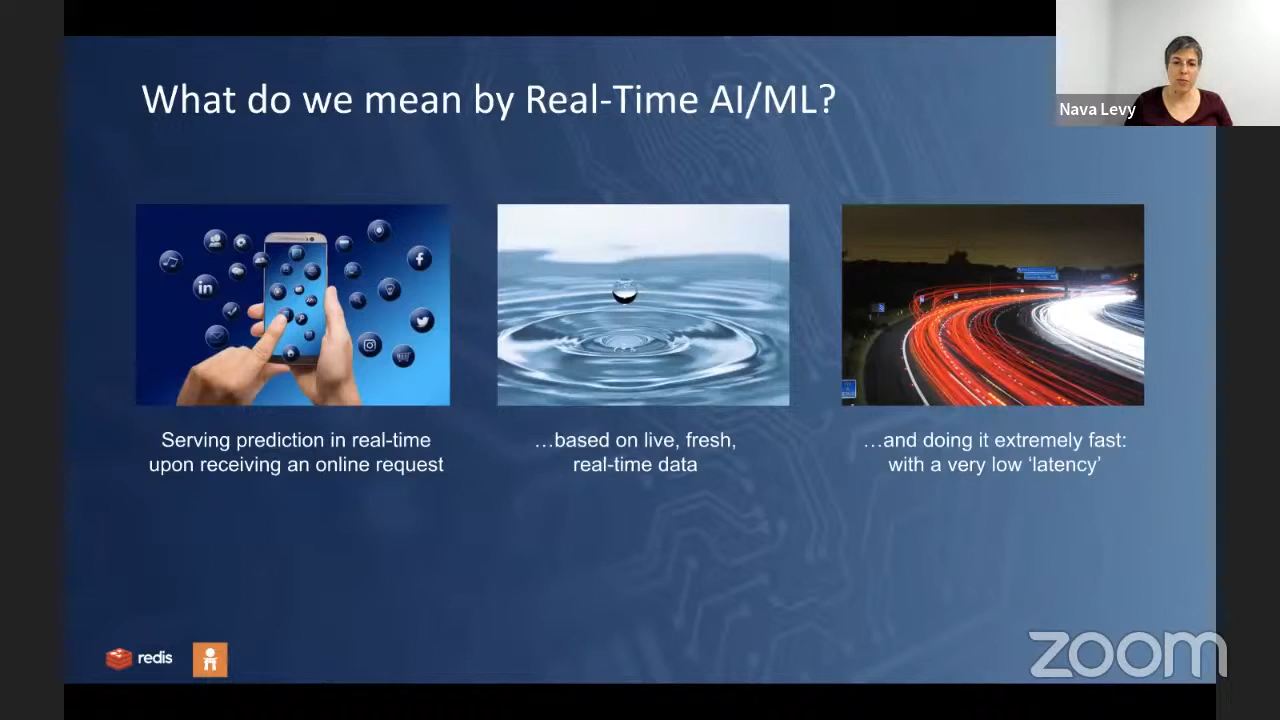 What do we mean by Real-Time AI/ML?
Nava Levy
Serving prediction in real-time
upon receiving an online request
…based on live, fresh,
real-time data
…and doing it extremely fast:
with a very low ‘latency’
redis
zoom